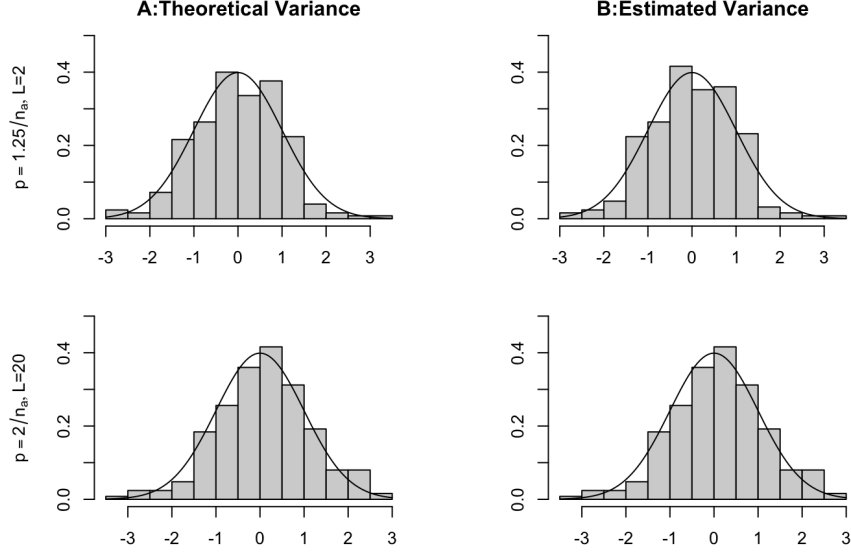 A:Theoretical Variance
B:Estimated Variance
p = 1.25/nₐ, L=2
0.0 0.2 0.4
-3 -2 -1 0 1 2 3
0.0 0.2 0.4
-3 -2 -1 0 1 2 3
p = 2/nₐ, L=20
0.0 0.2 0.4
-3 -2 -1 0 1 2 3
0.0 0.2 0.4
-3 -2 -1 0 1 2 3